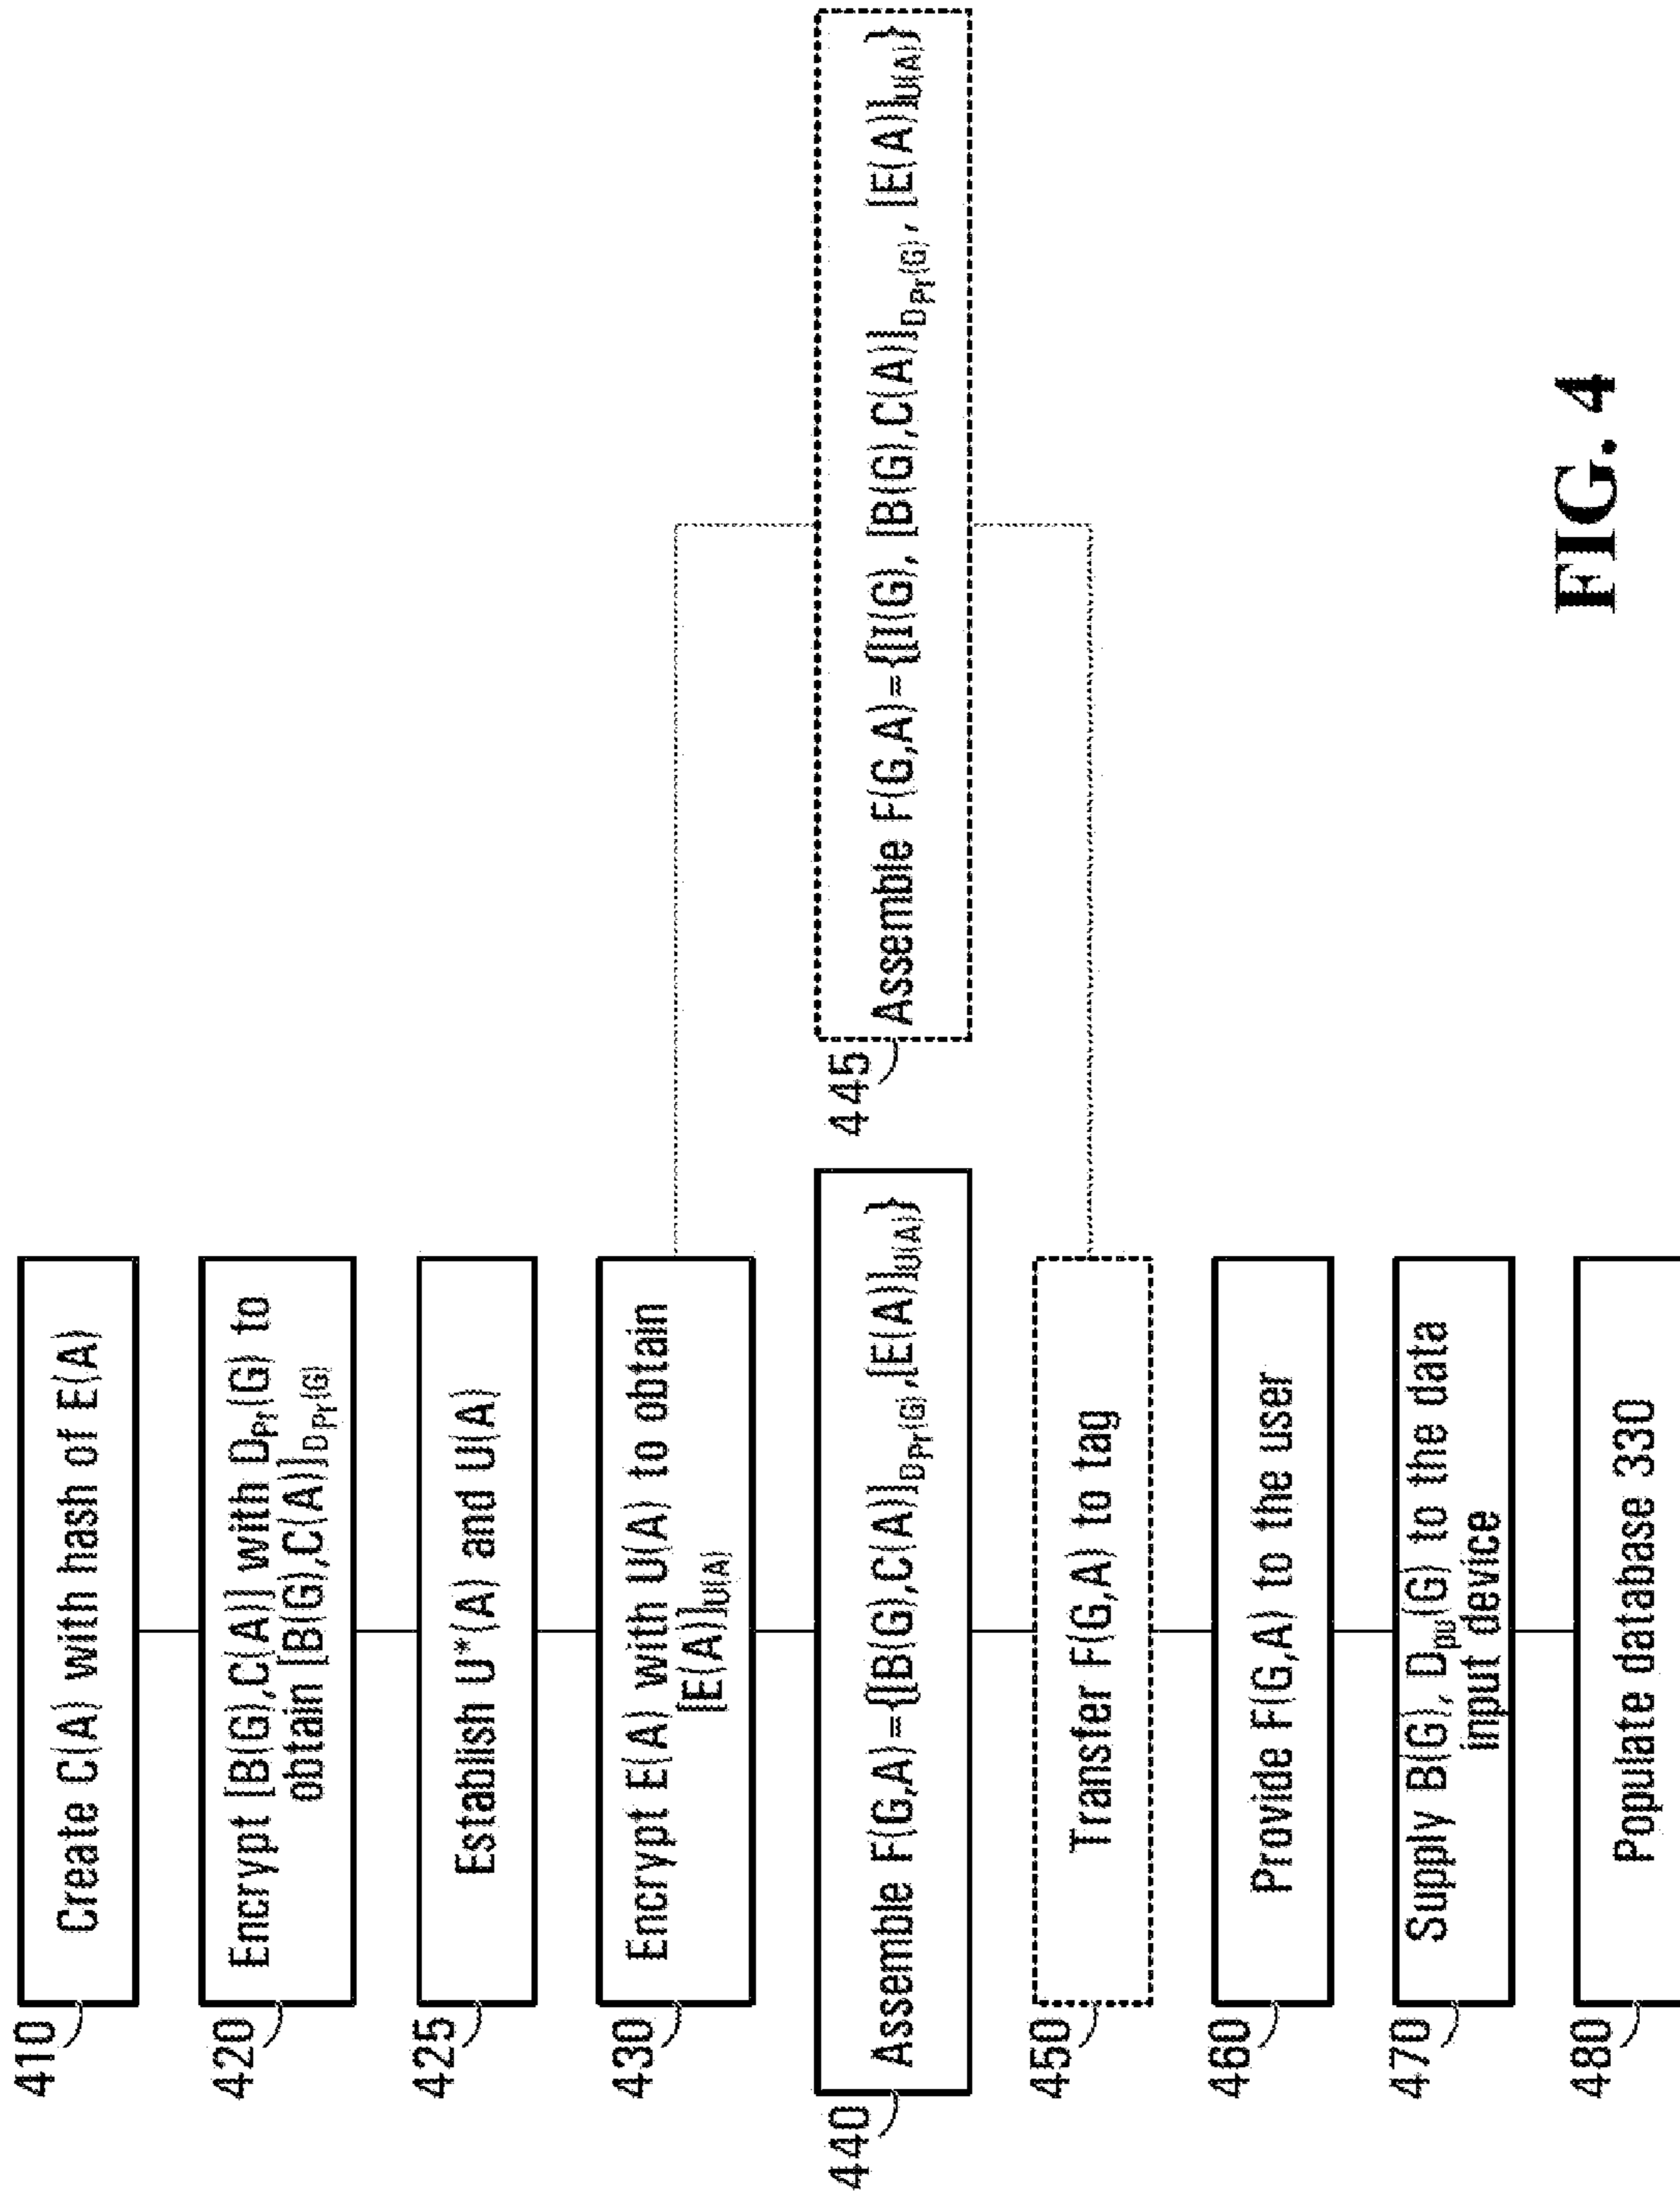 410
Create C(A) with hash of E(A)
420
Encrypt [B(G),C(A)] with D_Pr(G) to
obtain [B(G),C(A)]_D_Pr(G)
425
Establish U*(A) and U(A)
430
Encrypt E(A) with U(A) to obtain
[E(A)]_U(A)
440
Assemble F(G,A)={[B(G),C(A)]_D_Pr(G),[E(A)]_U(A)}
445
Assemble F(G,A)={[I(G), [B(G),C(A)]_D_Pr(G), [E(A)]_U(A)}
450
Transfer F(G,A) to tag
460
Provide F(G,A) to the user
470
Supply B(G), D_pu(G) to the data
input device
480
Populate database 330
FIG. 4